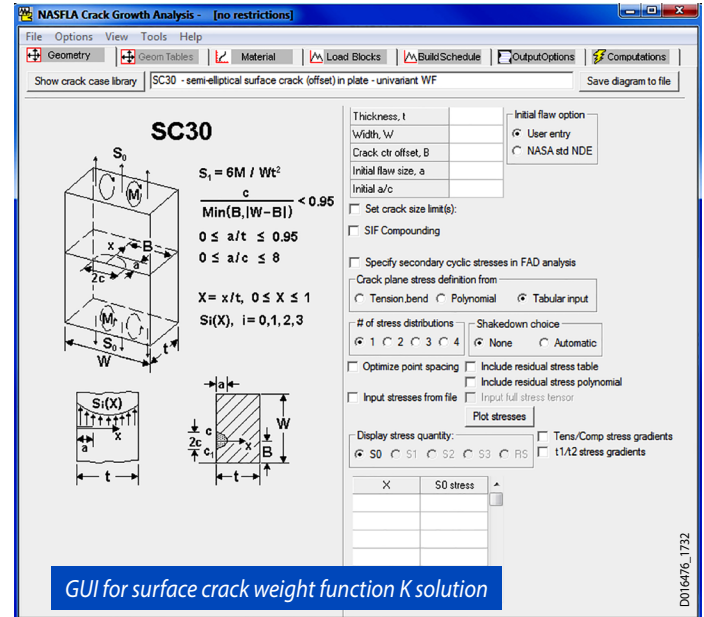 NASFLA Crack Growth Analysis - [no restrictions]
File Options View Tools Help
Geometry Geom Tables Material Load Blocks Build Schedule Output Options Computations
Show crack case library SC30 - semi-elliptical surface crack (offset) in plate - univariant WF Save diagram to file
SC30
S₀
M
x
B
a
2c
M
S₀
W
t
S₁ = 6M / Wt²
c
Min(B,|W-B|) < 0.95
0 ≤ a/t ≤ 0.95
0 ≤ a/c ≤ 8
X= x/t, 0 ≤ X ≤ 1
Si(X), i= 0,1,2,3
Si(X)
x
a
t
a
c
2c
c₁
x
W
B
t
Thickness, t
Width, W
Crack ctr offset, B
Initial flaw size, a
Initial a/c
Initial flaw option
User entry
NASA std NDE
Set crack size limit(s):
SIF Compounding
Specify secondary cyclic stresses in FAD analysis
Crack plane stress definition from
Tension,bend Polynomial Tabular input
# of stress distributions
1 2 3 4
Shakedown choice
None Automatic
Optimize point spacing Include residual stress table
Include residual stress polynomial
Input stresses from file Input full stress tensor
Plot stresses
Display stress quantity:
S0 S1 S2 S3 RS
Tens/Comp stress gradients
t1/t2 stress gradients
X S0 stress
GUI for surface crack weight function K solution
D016476_1732